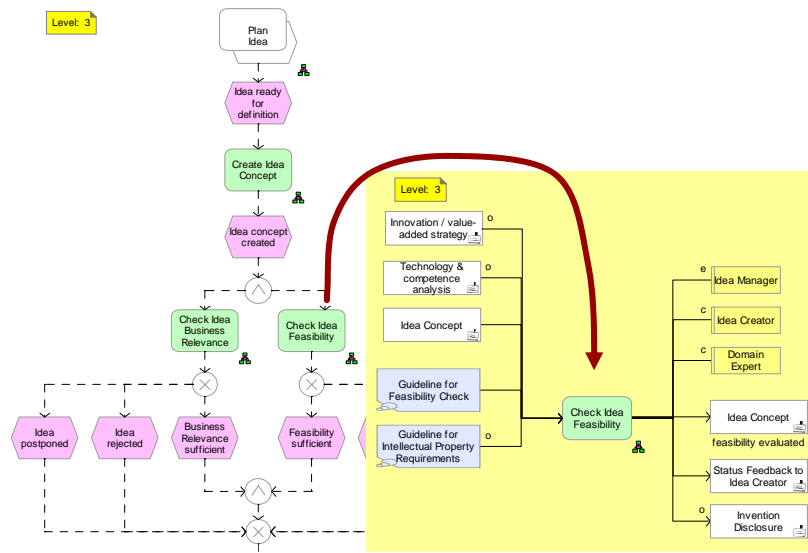 Level: 3
Plan
Idea
Idea ready
for
definition
Create Idea
Concept
Idea concept
created
Check Idea
Business
Relevance
Check Idea
Feasibility
Idea
postponed
Idea
rejected
Business
Relevance
sufficient
Feasibility
sufficient
Level: 3
Innovation / value-
added strategy
o
Technology &
competence
analysis
o
Idea Concept
Guideline for
Feasibility Check
Guideline for
Intellectual Property
Requirements
o
Check Idea
Feasibility
e
Idea Manager
c
Idea Creator
c
Domain
Expert
Idea Concept
feasibility evaluated
Status Feedback to
Idea Creator
o
Invention
Disclosure